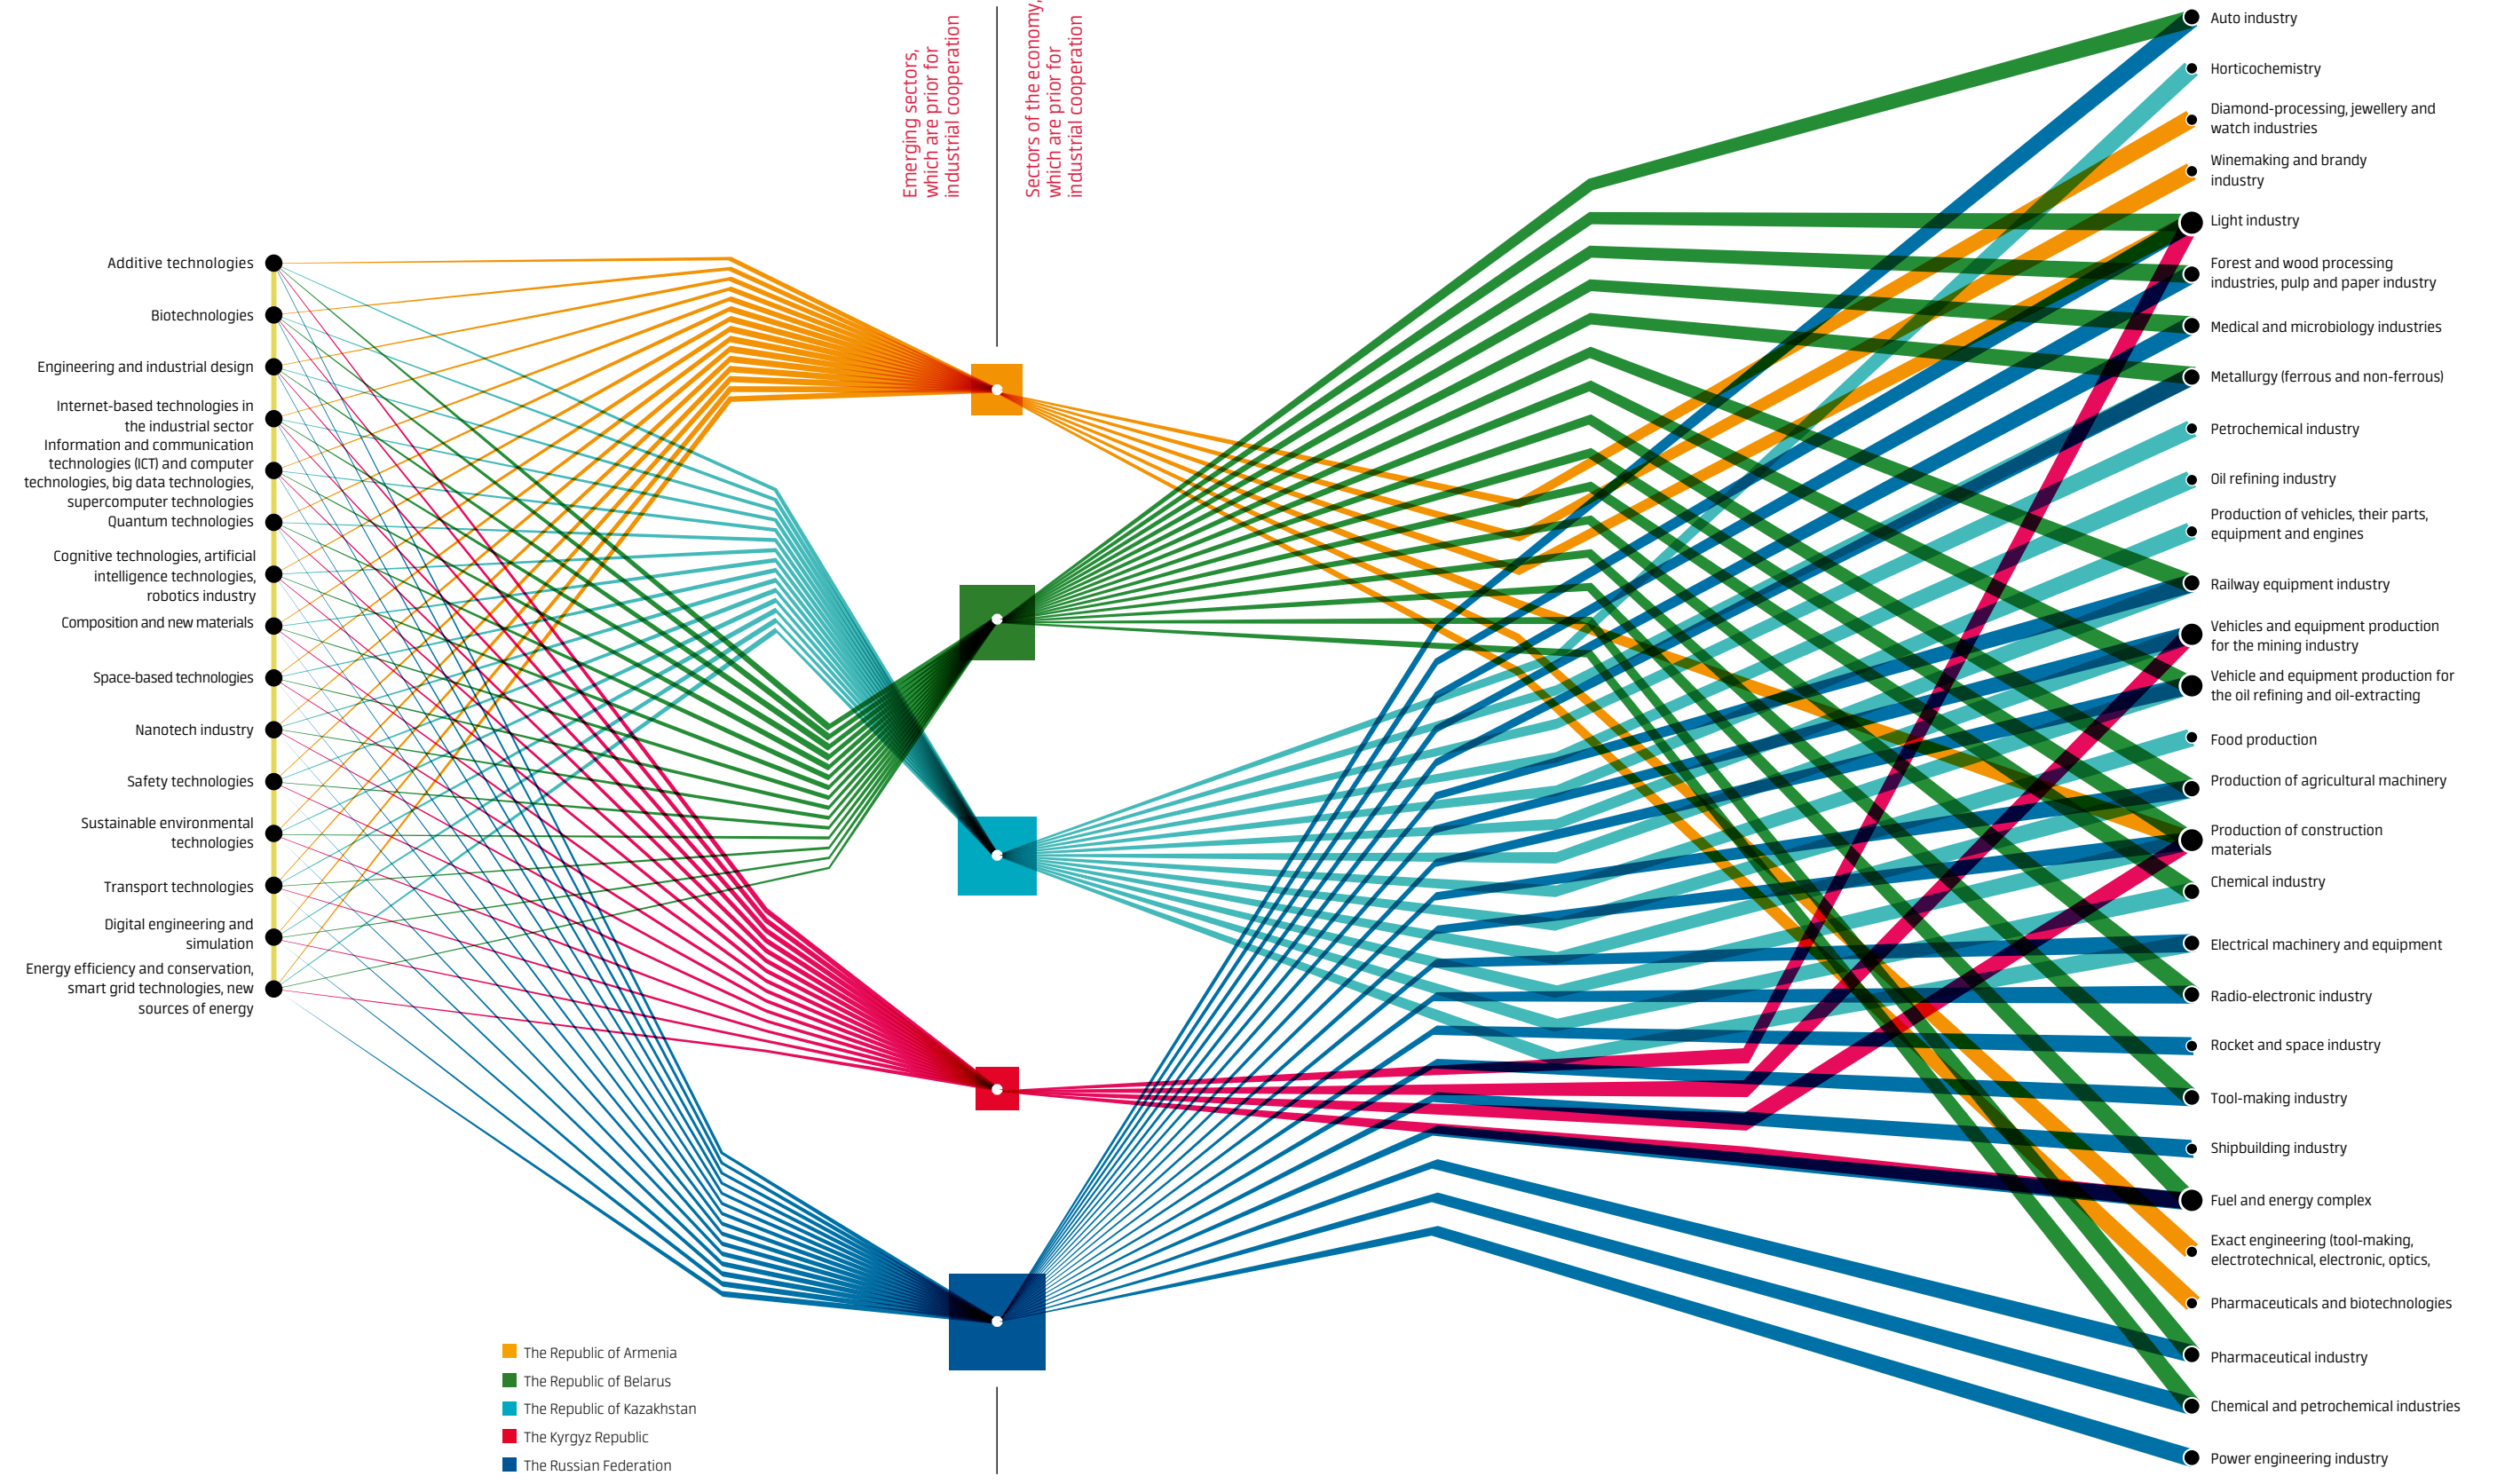 Emerging sectors,
which are prior for
industrial cooperation
Sectors of the economy,
which are prior for
industrial cooperation
Additive technologies
Biotechnologies
Engineering and industrial design
Internet-based technologies in
the industrial sector
Information and communication
technologies (ICT) and computer
technologies, big data technologies,
supercomputer technologies
Quantum technologies
Cognitive technologies, artificial
intelligence technologies,
robotics industry
Composition and new materials
Space-based technologies
Nanotech industry
Safety technologies
Sustainable environmental
technologies
Transport technologies
Digital engineering and
simulation
Energy efficiency and conservation,
smart grid technologies, new
sources of energy
Auto industry
Horticochemistry
Diamond-processing, jewellery and
watch industries
Winemaking and brandy
industry
Light industry
Forest and wood processing
industries, pulp and paper industry
Medical and microbiology industries
Metallurgy (ferrous and non-ferrous)
Petrochemical industry
Oil refining industry
Production of vehicles, their parts,
equipment and engines
Railway equipment industry
Vehicles and equipment production
for the mining industry
Vehicle and equipment production for
the oil refining and oil-extracting
Food production
Production of agricultural machinery
Production of construction
materials
Chemical industry
Electrical machinery and equipment
Radio-electronic industry
Rocket and space industry
Tool-making industry
Shipbuilding industry
Fuel and energy complex
Exact engineering (tool-making,
electrotechnical, electronic, optics,
Pharmaceuticals and biotechnologies
Pharmaceutical industry
Chemical and petrochemical industries
Power engineering industry
The Republic of Armenia
The Republic of Belarus
The Republic of Kazakhstan
The Kyrgyz Republic
The Russian Federation